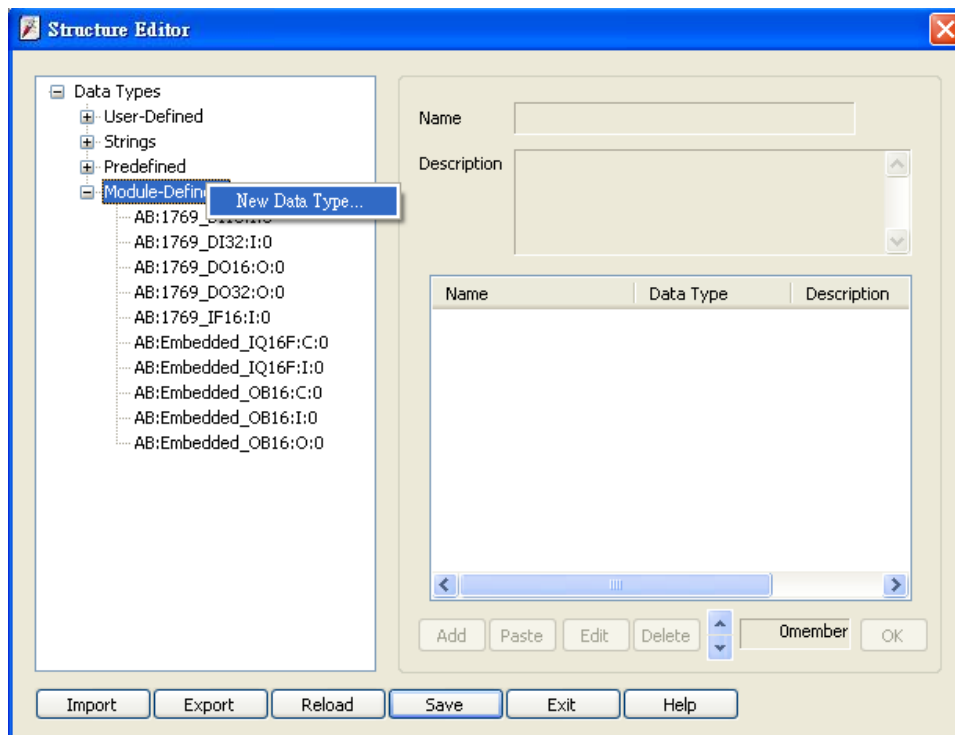 Structure Editor
Data Types
User-Defined
Strings
Predefined
Module-Defin
New Data Type...
AB:1769_DI32:I:0
AB:1769_DO16:O:0
AB:1769_DO32:O:0
AB:1769_IF16:I:0
AB:Embedded_IQ16F:C:0
AB:Embedded_IQ16F:I:0
AB:Embedded_OB16:C:0
AB:Embedded_OB16:I:0
AB:Embedded_OB16:O:0
Name
Description
Name Data Type Description
Add Paste Edit Delete 0member OK
Import Export Reload Save Exit Help